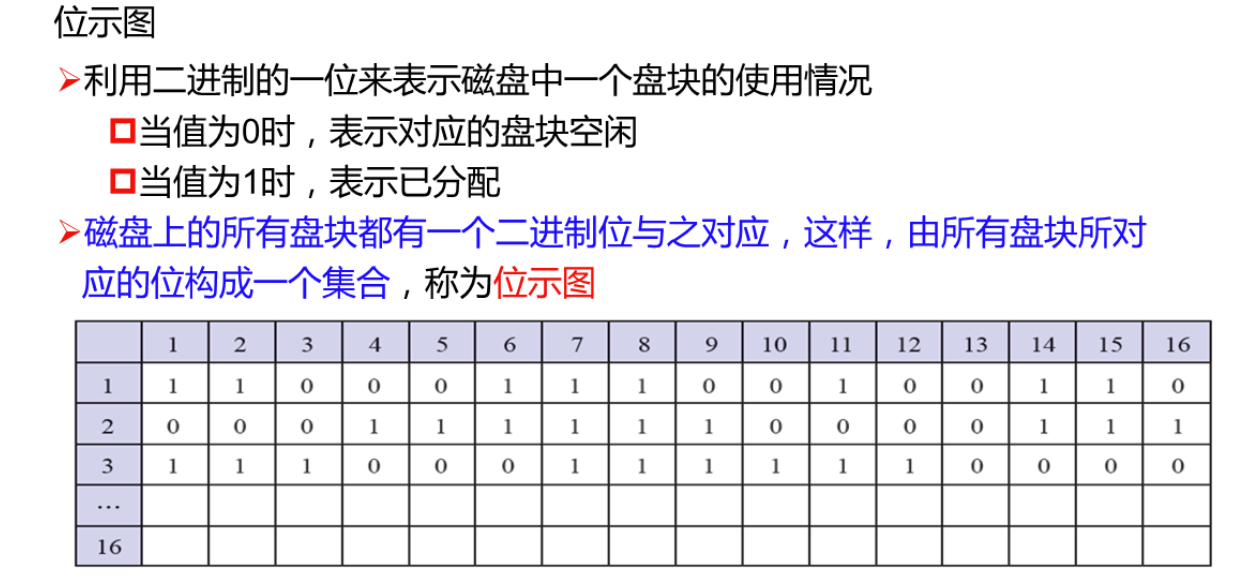 位示图
➢利用二进制的一位来表示磁盘中一个盘块的使用情况
当值为0时，表示对应的盘块空闲
当值为1时，表示已分配
➢磁盘上的所有盘块都有一个二进制位与之对应，这样，由所有盘块所对
应的位构成一个集合，称为位示图
1 2 3 4 5 6 7 8 9 10 11 12 13 14 15 16
1 1 1 0 0 0 1 1 1 0 0 1 0 0 1 1 0
2 0 0 0 1 1 1 1 1 1 0 0 0 0 1 1 1
3 1 1 1 0 0 0 1 1 1 1 1 1 0 0 0 0
…
16